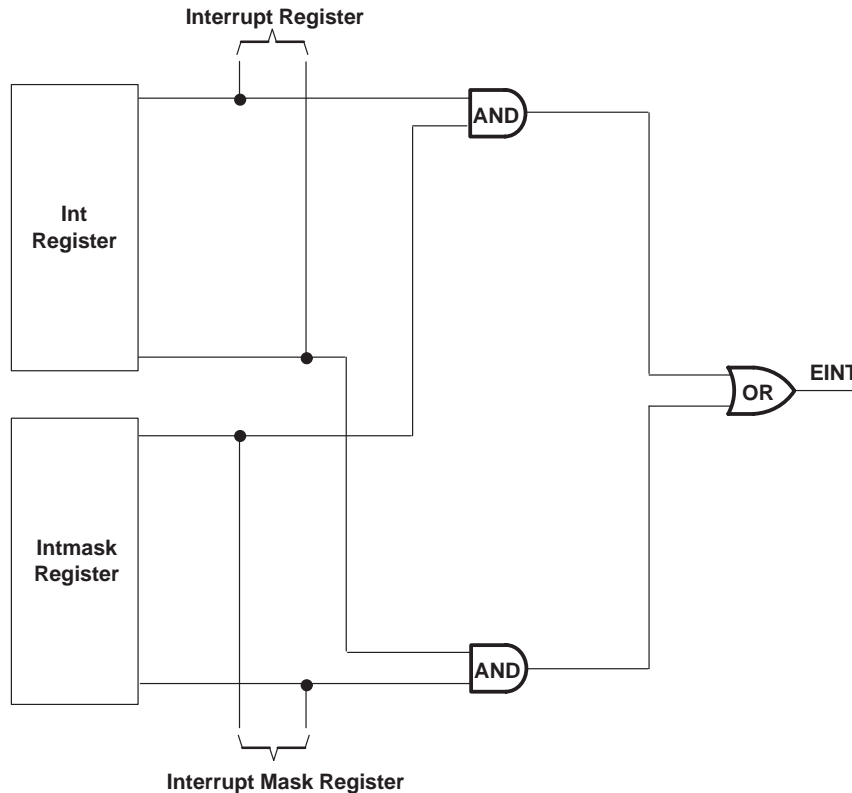 Interrupt Register
AND
Int
Register
EINT
OR
Intmask
Register
AND
Interrupt Mask Register